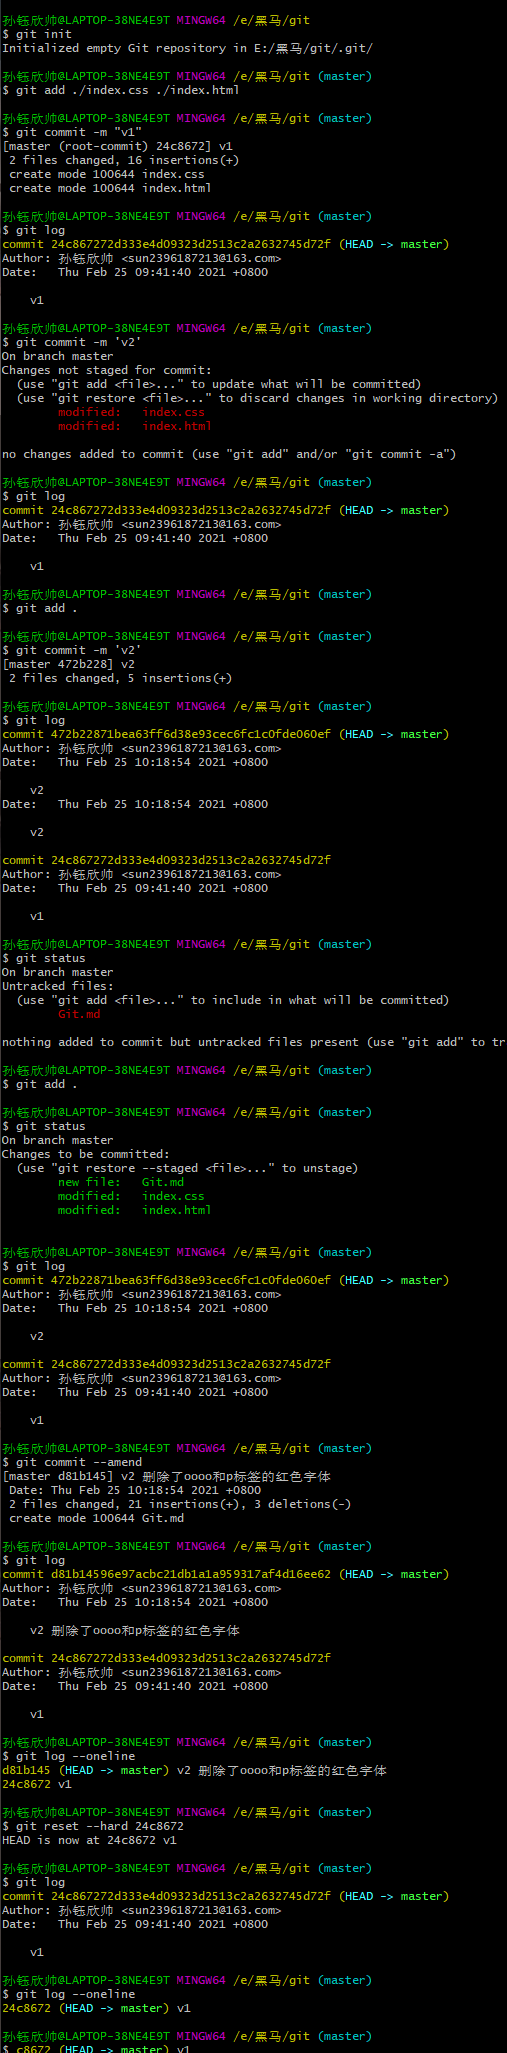 孙钰欣帅@LAPTOP-38NE4E9T MINGW64 /e/黑马/git
$ git init
Initialized empty Git repository in E:/黑马/git/.git/
孙钰欣帅@LAPTOP-38NE4E9T MINGW64 /e/黑马/git (master)
$ git add ./index.css ./index.html
孙钰欣帅@LAPTOP-38NE4E9T MINGW64 /e/黑马/git (master)
$ git commit -m "v1"
[master (root-commit) 24c8672] v1
2 files changed, 16 insertions(+)
create mode 100644 index.css
create mode 100644 index.html
孙钰欣帅@LAPTOP-38NE4E9T MINGW64 /e/黑马/git (master)
$ git log
commit 24c867272d333e4d09323d2513c2a2632745d72f (HEAD -> master)
Author: 孙钰欣帅 <sun2396187213@163.com>
Date:   Thu Feb 25 09:41:40 2021 +0800
v1
孙钰欣帅@LAPTOP-38NE4E9T MINGW64 /e/黑马/git (master)
$ git commit -m 'v2'
On branch master
Changes not staged for commit:
(use "git add <file>..." to update what will be committed)
(use "git restore <file>..." to discard changes in working directory)
modified:   index.css
modified:   index.html
no changes added to commit (use "git add" and/or "git commit -a")
孙钰欣帅@LAPTOP-38NE4E9T MINGW64 /e/黑马/git (master)
$ git log
commit 24c867272d333e4d09323d2513c2a2632745d72f (HEAD -> master)
Author: 孙钰欣帅 <sun2396187213@163.com>
Date:   Thu Feb 25 09:41:40 2021 +0800
v1
孙钰欣帅@LAPTOP-38NE4E9T MINGW64 /e/黑马/git (master)
$ git add .
孙钰欣帅@LAPTOP-38NE4E9T MINGW64 /e/黑马/git (master)
$ git commit -m 'v2'
[master 472b228] v2
2 files changed, 5 insertions(+)
孙钰欣帅@LAPTOP-38NE4E9T MINGW64 /e/黑马/git (master)
$ git log
commit 472b22871bea63ff6d38e93cec6fc1c0fde060ef (HEAD -> master)
Author: 孙钰欣帅 <sun2396187213@163.com>
Date:   Thu Feb 25 10:18:54 2021 +0800
v2
Date:   Thu Feb 25 10:18:54 2021 +0800
v2
commit 24c867272d333e4d09323d2513c2a2632745d72f
Author: 孙钰欣帅 <sun2396187213@163.com>
Date:   Thu Feb 25 09:41:40 2021 +0800
v1
孙钰欣帅@LAPTOP-38NE4E9T MINGW64 /e/黑马/git (master)
$ git status
On branch master
Untracked files:
(use "git add <file>..." to include in what will be committed)
Git.md
nothing added to commit but untracked files present (use "git add" to tr
孙钰欣帅@LAPTOP-38NE4E9T MINGW64 /e/黑马/git (master)
$ git add .
孙钰欣帅@LAPTOP-38NE4E9T MINGW64 /e/黑马/git (master)
$ git status
On branch master
Changes to be committed:
(use "git restore --staged <file>..." to unstage)
new file:   Git.md
modified:   index.css
modified:   index.html
孙钰欣帅@LAPTOP-38NE4E9T MINGW64 /e/黑马/git (master)
$ git log
commit 472b22871bea63ff6d38e93cec6fc1c0fde060ef (HEAD -> master)
Author: 孙钰欣帅 <sun2396187213@163.com>
Date:   Thu Feb 25 10:18:54 2021 +0800
v2
commit 24c867272d333e4d09323d2513c2a2632745d72f
Author: 孙钰欣帅 <sun2396187213@163.com>
Date:   Thu Feb 25 09:41:40 2021 +0800
v1
孙钰欣帅@LAPTOP-38NE4E9T MINGW64 /e/黑马/git (master)
$ git commit --amend
[master d81b145] v2 删除了oooo和p标签的红色字体
Date: Thu Feb 25 10:18:54 2021 +0800
2 files changed, 21 insertions(+), 3 deletions(-)
create mode 100644 Git.md
孙钰欣帅@LAPTOP-38NE4E9T MINGW64 /e/黑马/git (master)
$ git log
commit d81b14596e97acbc21db1a1a959317af4d16ee62 (HEAD -> master)
Author: 孙钰欣帅 <sun2396187213@163.com>
Date:   Thu Feb 25 10:18:54 2021 +0800
v2 删除了oooo和p标签的红色字体
commit 24c867272d333e4d09323d2513c2a2632745d72f
Author: 孙钰欣帅 <sun2396187213@163.com>
Date:   Thu Feb 25 09:41:40 2021 +0800
v1
孙钰欣帅@LAPTOP-38NE4E9T MINGW64 /e/黑马/git (master)
$ git log --oneline
d81b145 (HEAD -> master) v2 删除了oooo和p标签的红色字体
24c8672 v1
孙钰欣帅@LAPTOP-38NE4E9T MINGW64 /e/黑马/git (master)
$ git reset --hard 24c8672
HEAD is now at 24c8672 v1
孙钰欣帅@LAPTOP-38NE4E9T MINGW64 /e/黑马/git (master)
$ git log
commit 24c867272d333e4d09323d2513c2a2632745d72f (HEAD -> master)
Author: 孙钰欣帅 <sun2396187213@163.com>
Date:   Thu Feb 25 09:41:40 2021 +0800
v1
孙钰欣帅@LAPTOP-38NE4E9T MINGW64 /e/黑马/git (master)
$ git log --oneline
24c8672 (HEAD -> master) v1
孙钰欣帅@LAPTOP-38NE4E9T MINGW64 /e/黑马/git (master)
$ c8672 (HEAD -> master) v1